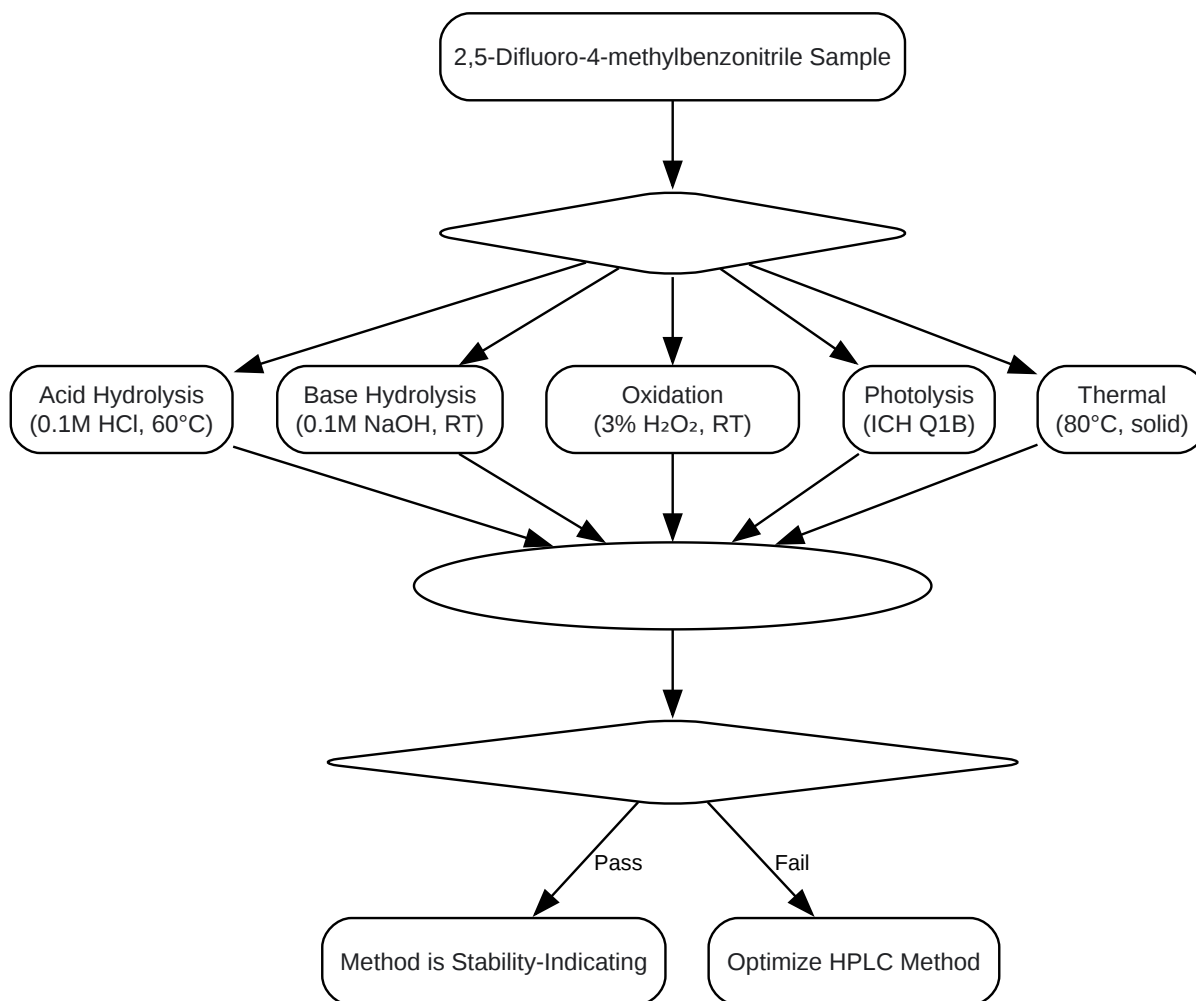 2,5-Difluoro-4-methylbenzonitrile Sample
Acid Hydrolysis
(0.1M HCl, 60°C)
Base Hydrolysis
(0.1M NaOH, RT)
Oxidation
(3% H₂O₂, RT)
Photolysis
(ICH Q1B)
Thermal
(80°C, solid)
Pass
Fail
Method is Stability-Indicating
Optimize HPLC Method